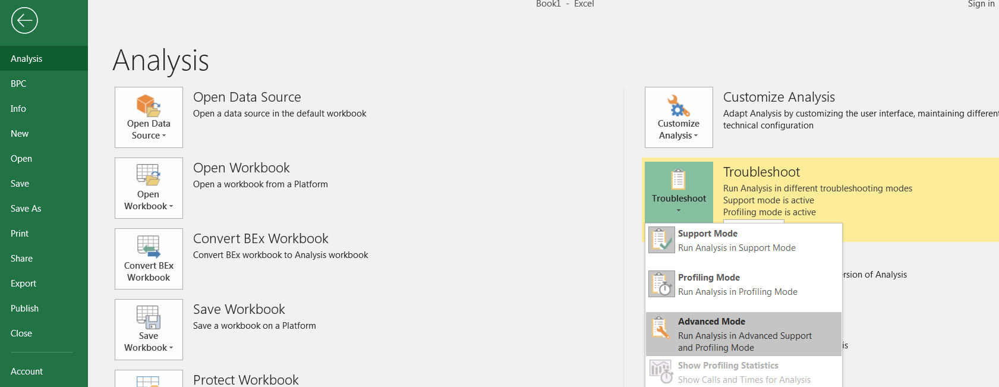 Book1 - Excel
Sign in
Analysis
BPC
Info
New
Open
Save
Save As
Print
Share
Export
Publish
Close
Account
Analysis
Open Data
Source
Open Data Source
Open a data source in the default workbook
Open
Workbook
Open Workbook
Open a workbook from a Platform
Convert BEx
Workbook
Convert BEx Workbook
Convert BEx workbook to Analysis workbook
Save
Workbook
Save Workbook
Save a workbook on a Platform
Protect Workbook
Customize
Analysis
Customize Analysis
Adapt Analysis by customizing the user interface, maintaining different
technical configuration
Troubleshoot
Troubleshoot
Run Analysis in different troubleshooting modes
Support mode is active
Profiling mode is active
Support Mode
Run Analysis in Support Mode
Profiling Mode
Run Analysis in Profiling Mode
Advanced Mode
Run Analysis in Advanced Support
and Profiling Mode
Show Profiling Statistics
Show Calls and Times for Analysis
of Analysis